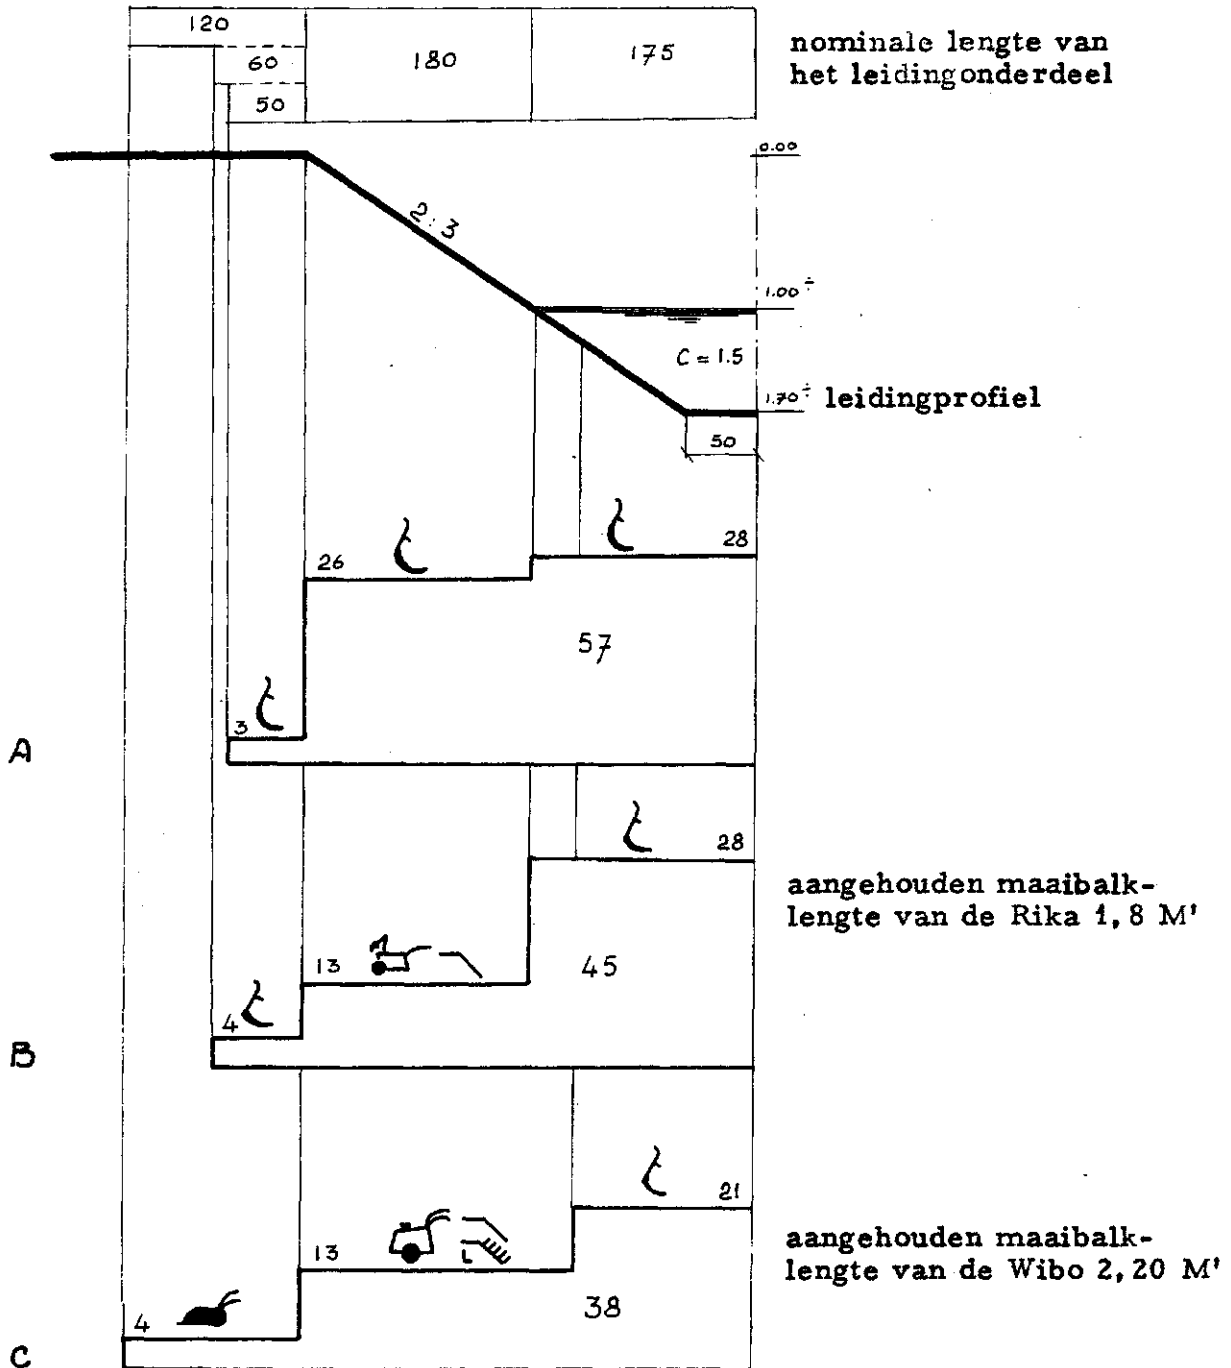 120
60
50
180
175
nominale lengte van
het leidingonderdeel
0.00
2:3
1.00 ÷
C = 1.5
1.70 ÷
leidingprofiel
50
28
26
57
3
A
28
aangehouden maaibalk-
lengte van de Rika 1,8 M'
13
45
4
B
21
13
aangehouden maaibalk-
lengte van de Wibo 2,20 M'
38
4
C